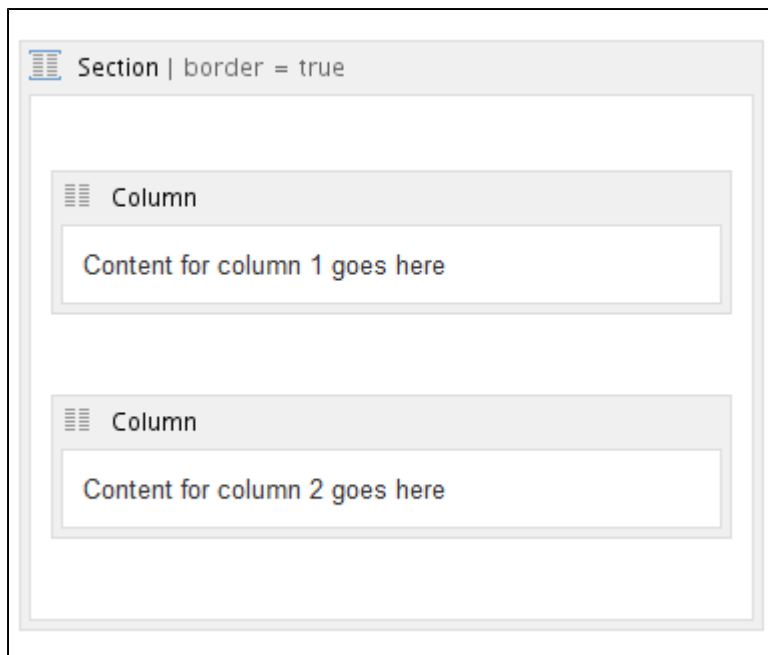 Section | border = true
Column
Content for column 1 goes here
Column
Content for column 2 goes here